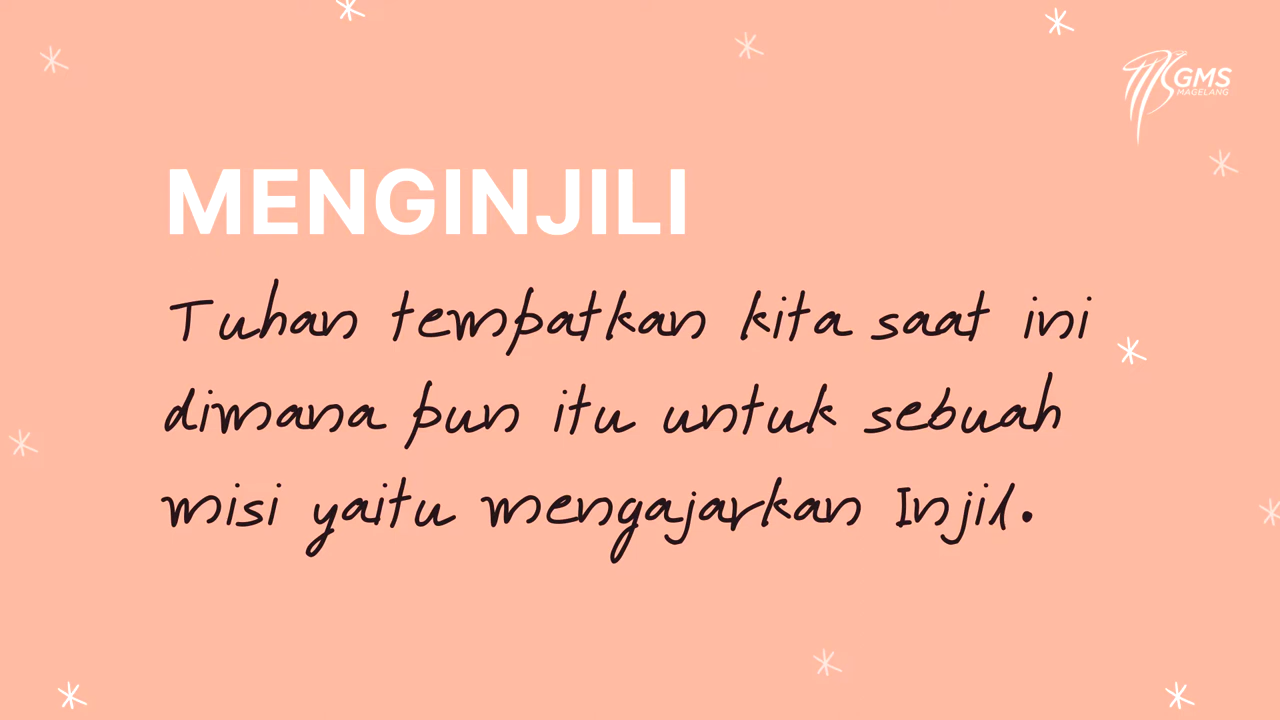 GMS
MAGELANG
MENGINJILI
Tuhan tempatkan kita saat ini
dimana pun itu untuk sebuah
misi yaitu mengajarkan Injil.